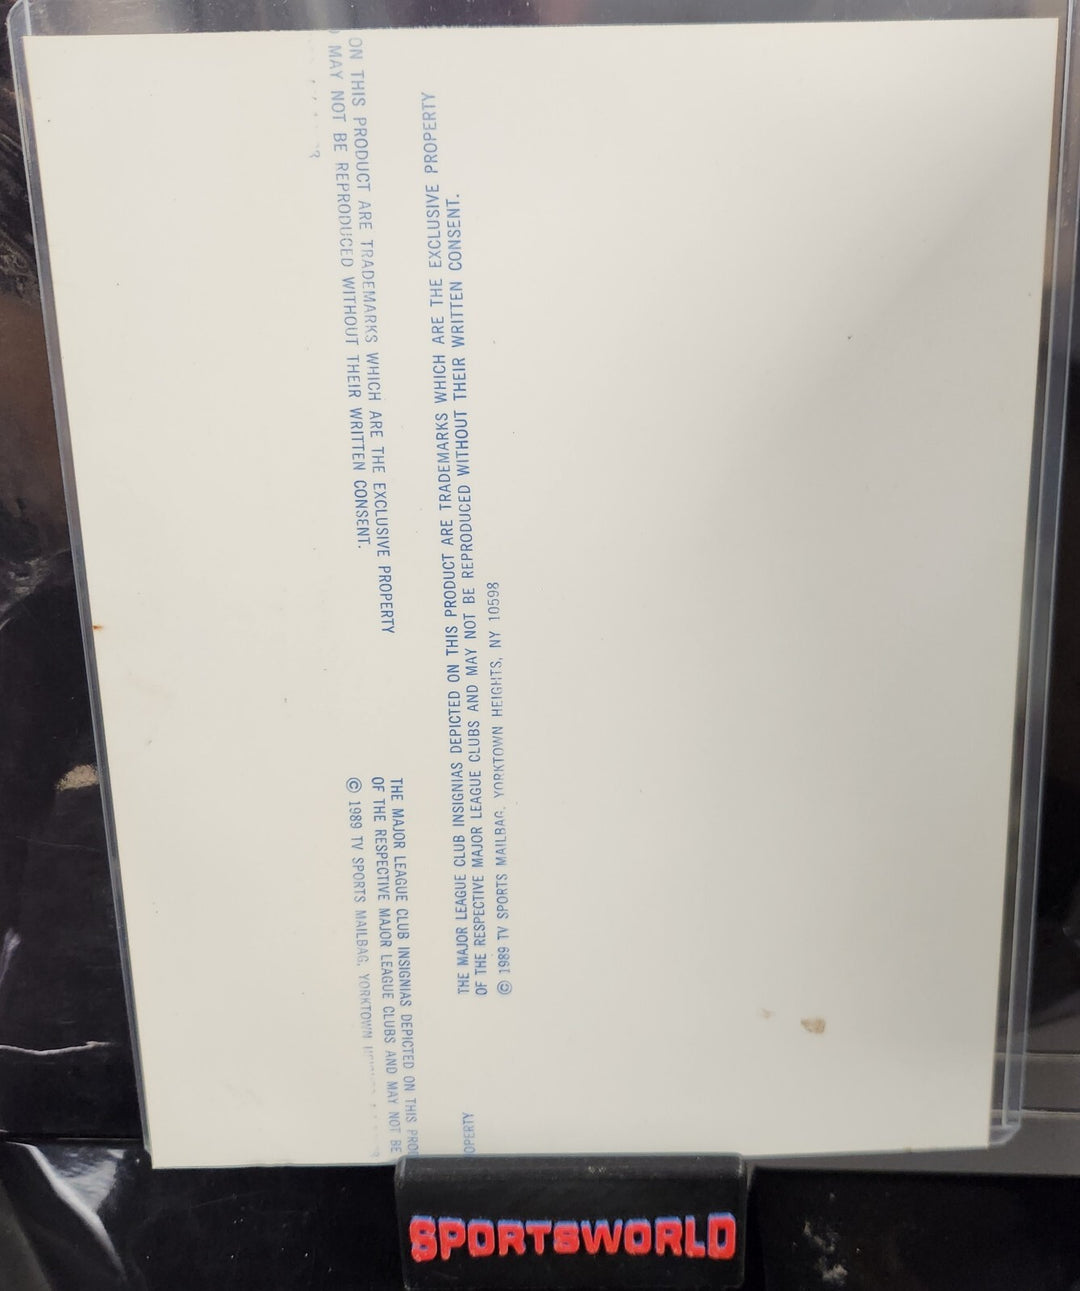 ON THIS PRODUCT ARE TRADEMARKS WHICH ARE THE EXCLUSIVE PROPERTY
MAY NOT BE REPRODUCED WITHOUT THEIR WRITTEN CONSENT.
THE MAJOR LEAGUE CLUB INSIGNIAS DEPICTED ON THIS PRODUCT ARE TRADEMARKS WHICH ARE THE EXCLUSIVE PROPERTY
OF THE RESPECTIVE MAJOR LEAGUE CLUBS AND MAY NOT BE REPRODUCED WITHOUT THEIR WRITTEN CONSENT.
© 1989 TV SPORTS MAILBAG, YORKTOWN HEIGHTS, NY 10598
THE MAJOR LEAGUE CLUB INSIGNIAS DEPICTED ON THIS PROD
OF THE RESPECTIVE MAJOR LEAGUE CLUBS AND MAY NOT BE
© 1989 TV SPORTS MAILBAG, YORKTOWN
OPERTY
SPORTSWORLD